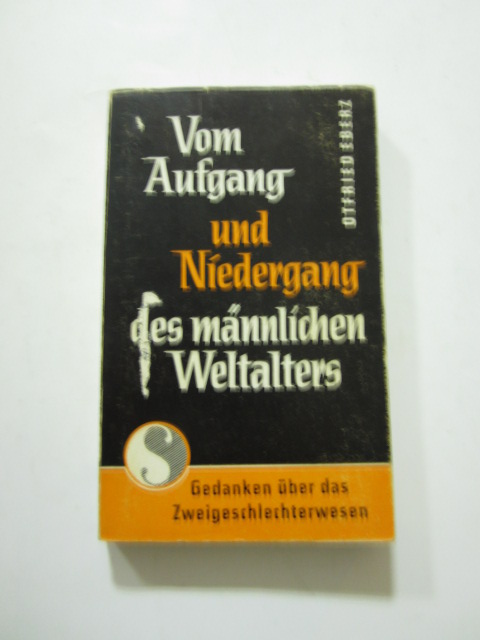 Vom
Aufgang
und
Niedergang
des männlichen
Weltalters
OTFRIED EBERZ
S
Gedanken über das
Zweigeschlechterwesen